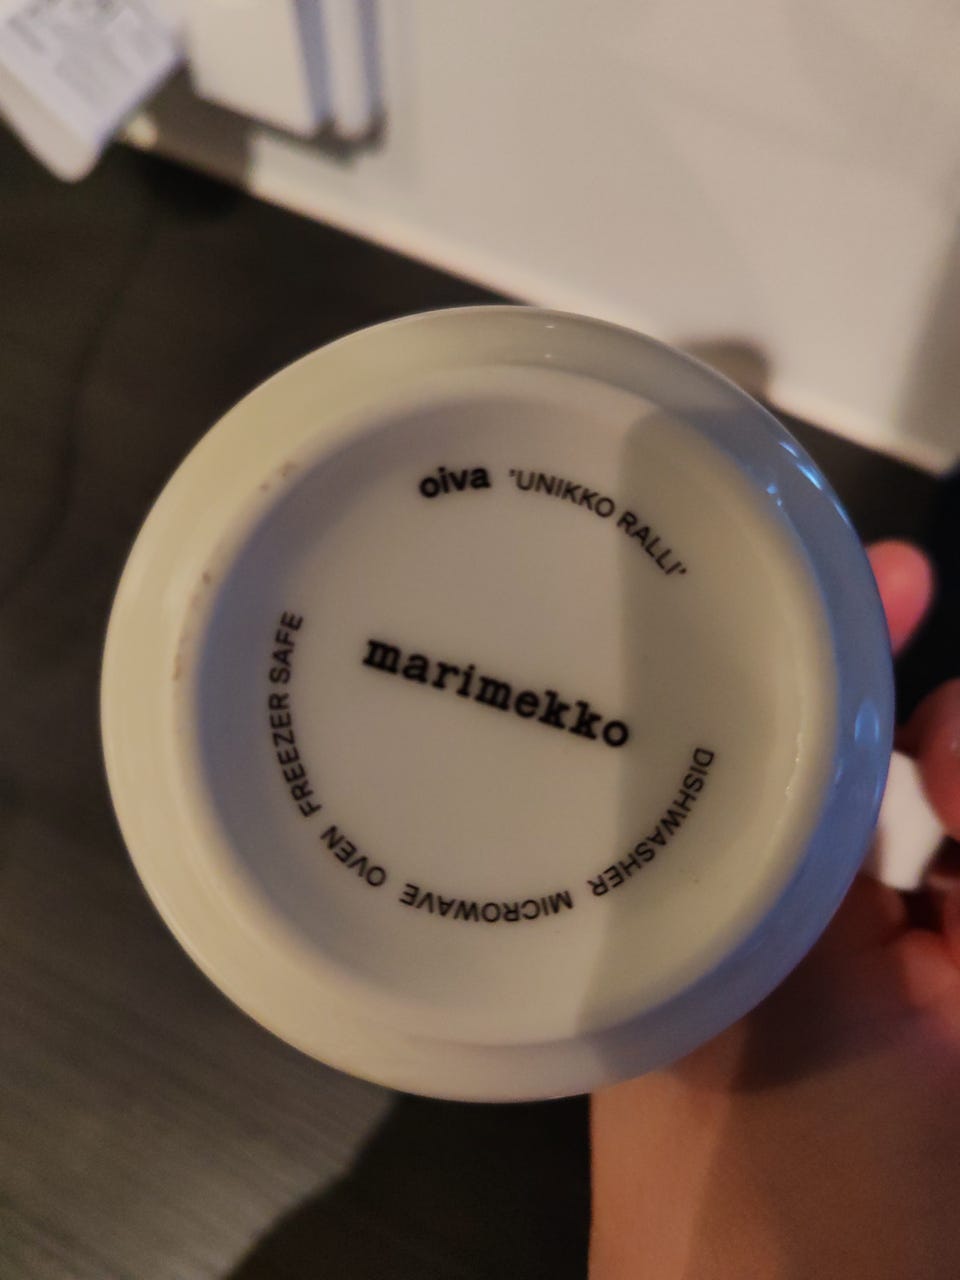 oiva 'UNIKKO RALLI'
marimekko
DISHWASHER MICROWAVE OVEN FREEZER SAFE